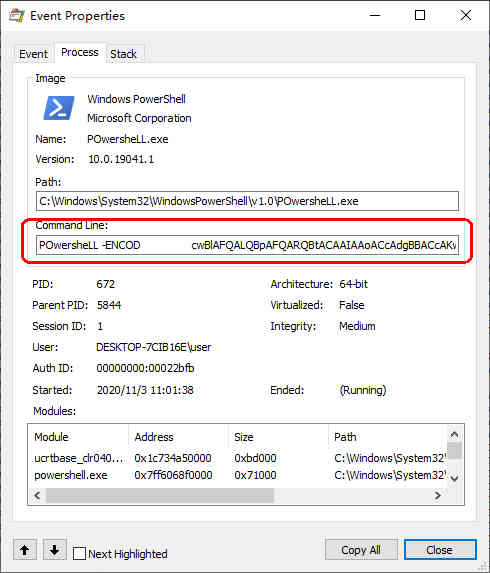 Event Properties
Event Process Stack
Image
Windows PowerShell
Microsoft Corporation
Name: POwersheLL.exe
Version: 10.0.19041.1
Path:
C:\Windows\System32\WindowsPowerShell\v1.0\POwersheLL.exe
Command Line:
POwersheLL -ENCOD cwBlAFQALQBpAFQARQBtACAAIAAoACcAdgBBACcAKw
PID: 672 Architecture: 64-bit
Parent PID: 5844 Virtualized: False
Session ID: 1 Integrity: Medium
User: DESKTOP-7CIB16E\user
Auth ID: 00000000:00022bfb
Started: 2020/11/3 11:01:38 Ended: (Running)
Modules:
Module Address Size Path
ucrtbase_clr040... 0x1c734a50000 0xbd000 C:\Windows\System32\
powershell.exe 0x7ff6068f0000 0x71000 C:\Windows\System32\
Next Highlighted Copy All Close